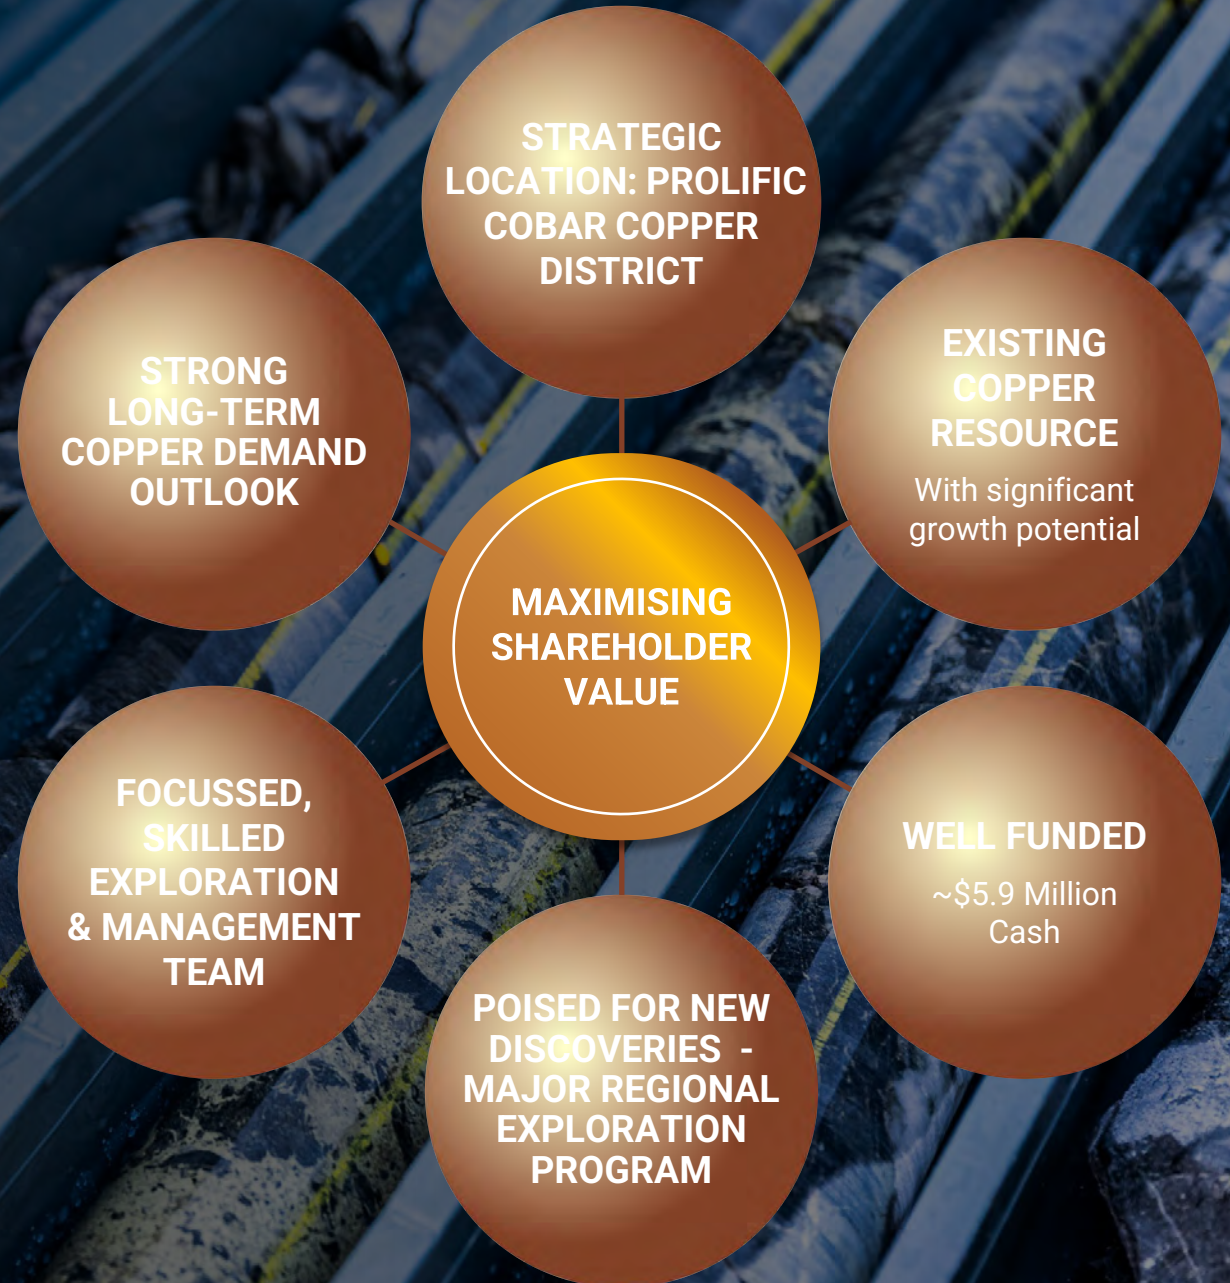 STRATEGIC
LOCATION: PROLIFIC
COBAR COPPER
DISTRICT
EXISTING
COPPER
RESOURCE
With significant
growth potential
WELL FUNDED
~$5.9 Million
Cash
POISED FOR NEW
DISCOVERIES  -
MAJOR REGIONAL
EXPLORATION
PROGRAM
FOCUSSED,
SKILLED
EXPLORATION
& MANAGEMENT
TEAM
STRONG
LONG-TERM
COPPER DEMAND
OUTLOOK
MAXIMISING
SHAREHOLDER
VALUE